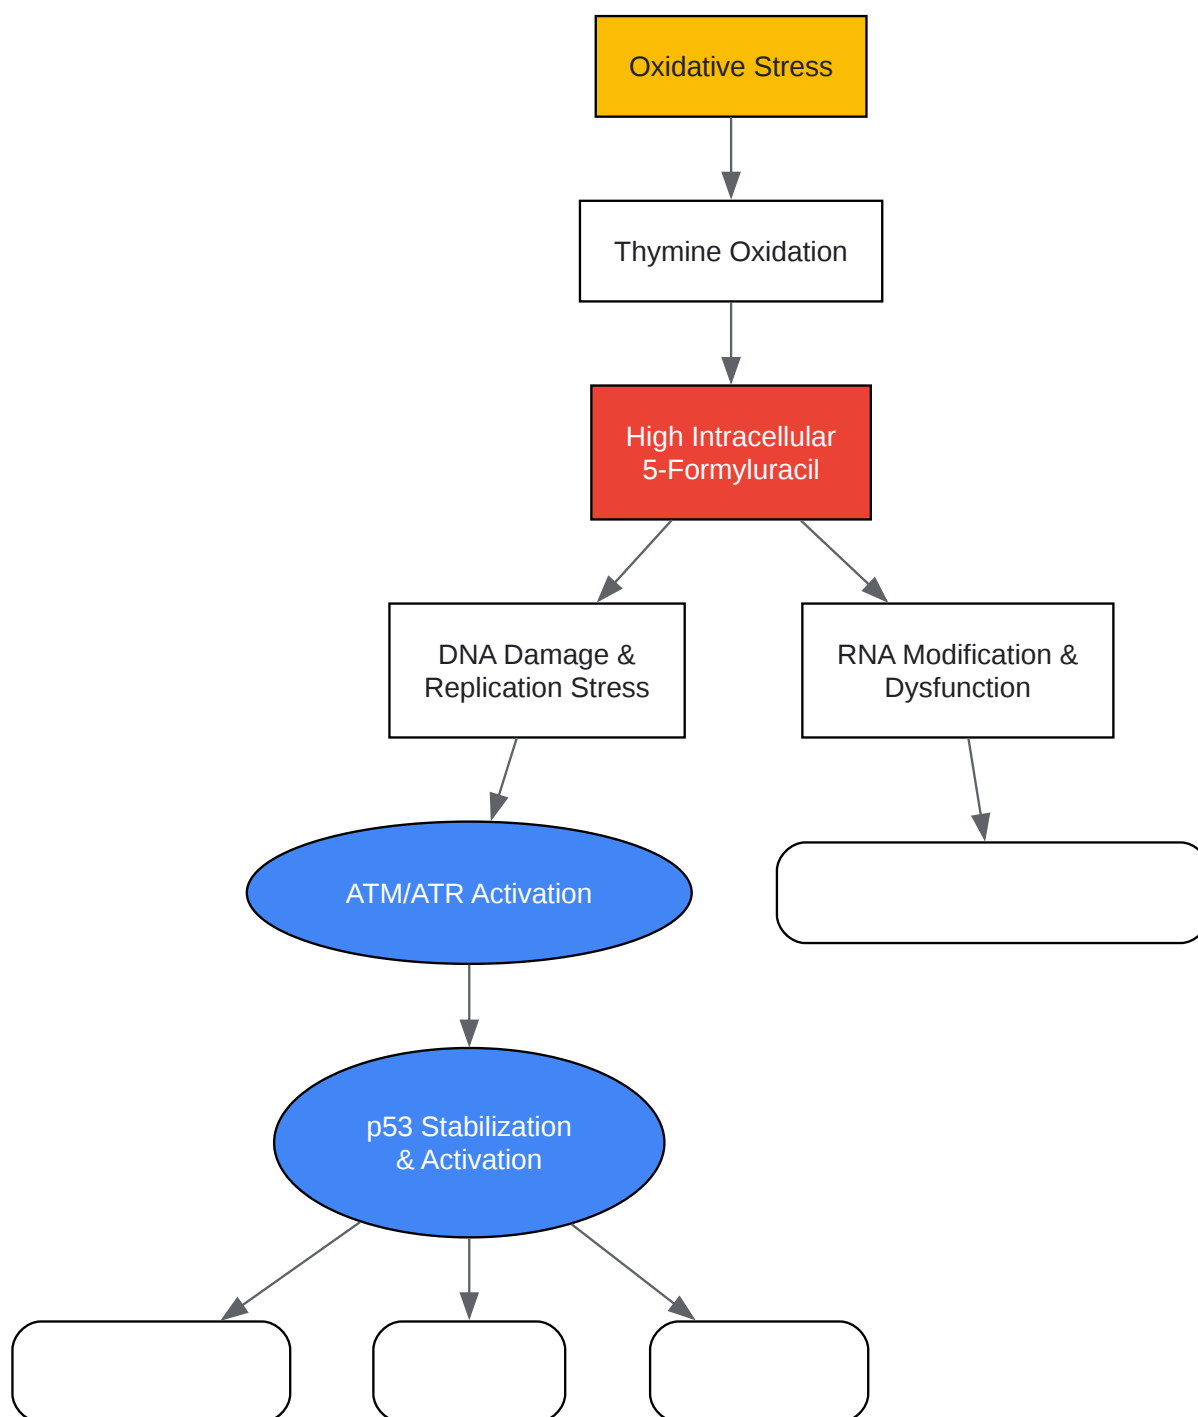 Oxidative Stress
Thymine Oxidation
High Intracellular
5-Formyluracil
DNA Damage &
Replication Stress
RNA Modification &
Dysfunction
ATM/ATR Activation
p53 Stabilization
& Activation